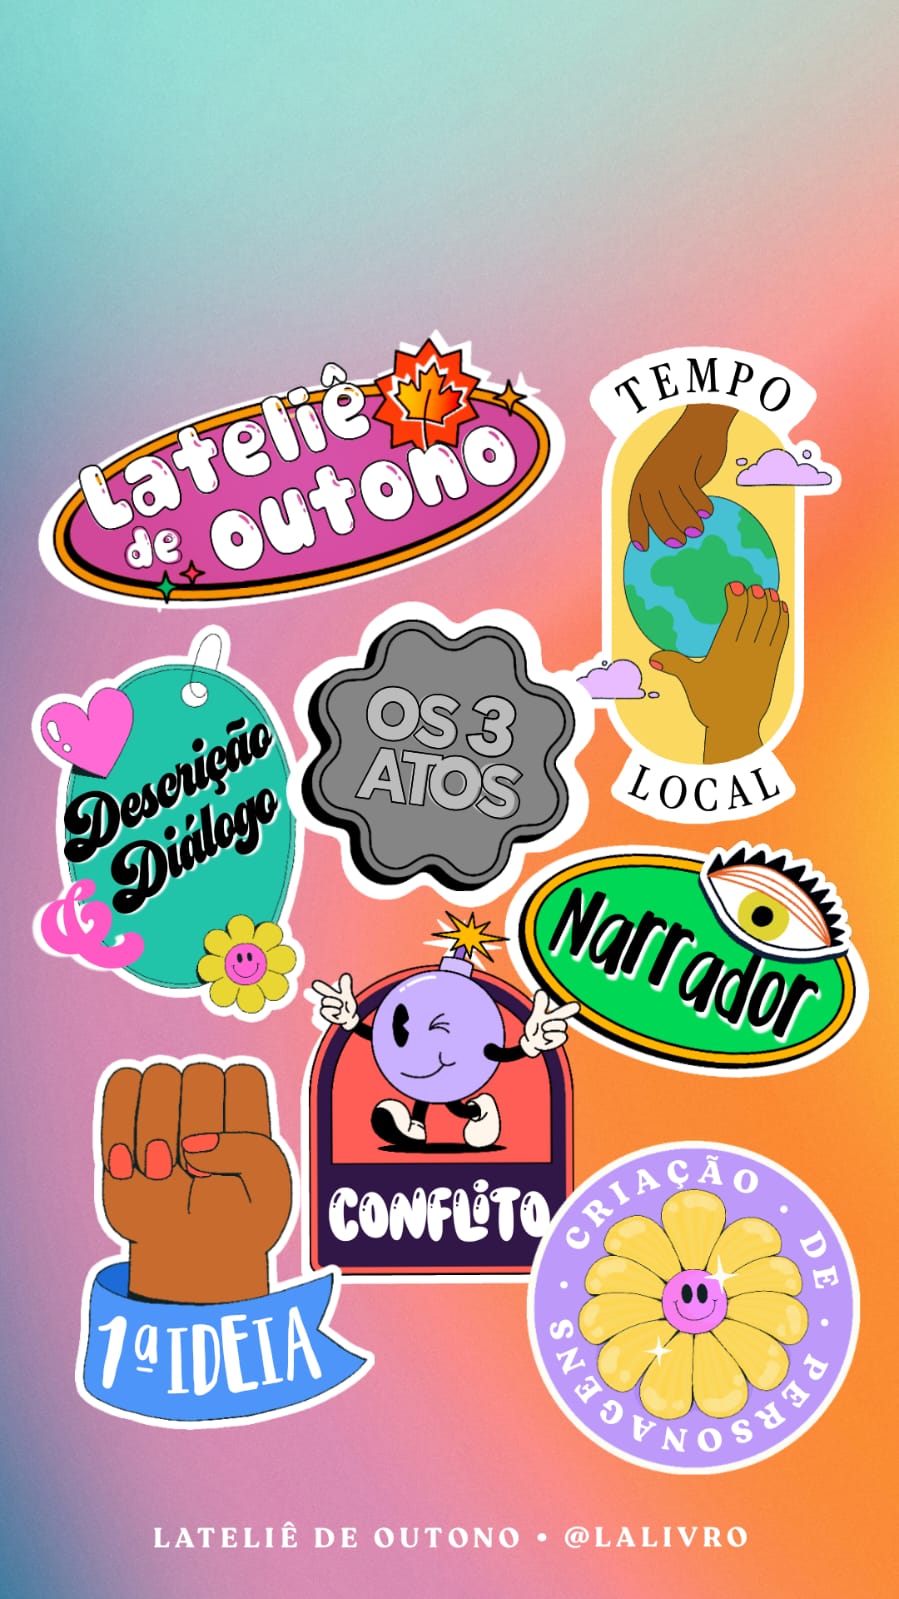 Lateliê
de outono
TEMPO
LOCAL
Descrição
Diálogo
&
OS 3
ATOS
Narrador
CONFLITO
1ª IDEIA
CRIAÇÃO · DE · PERSONAGENS ·
LATELIÊ DE OUTONO • @LALIVRO